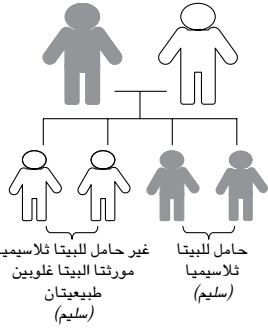 حامل للبيتا
ثلاسيميا
(سليم)
غير حامل للبيتا ثلاسيميا
مورثتا البيتا غلوبين
طبيعيتان
(سليم)